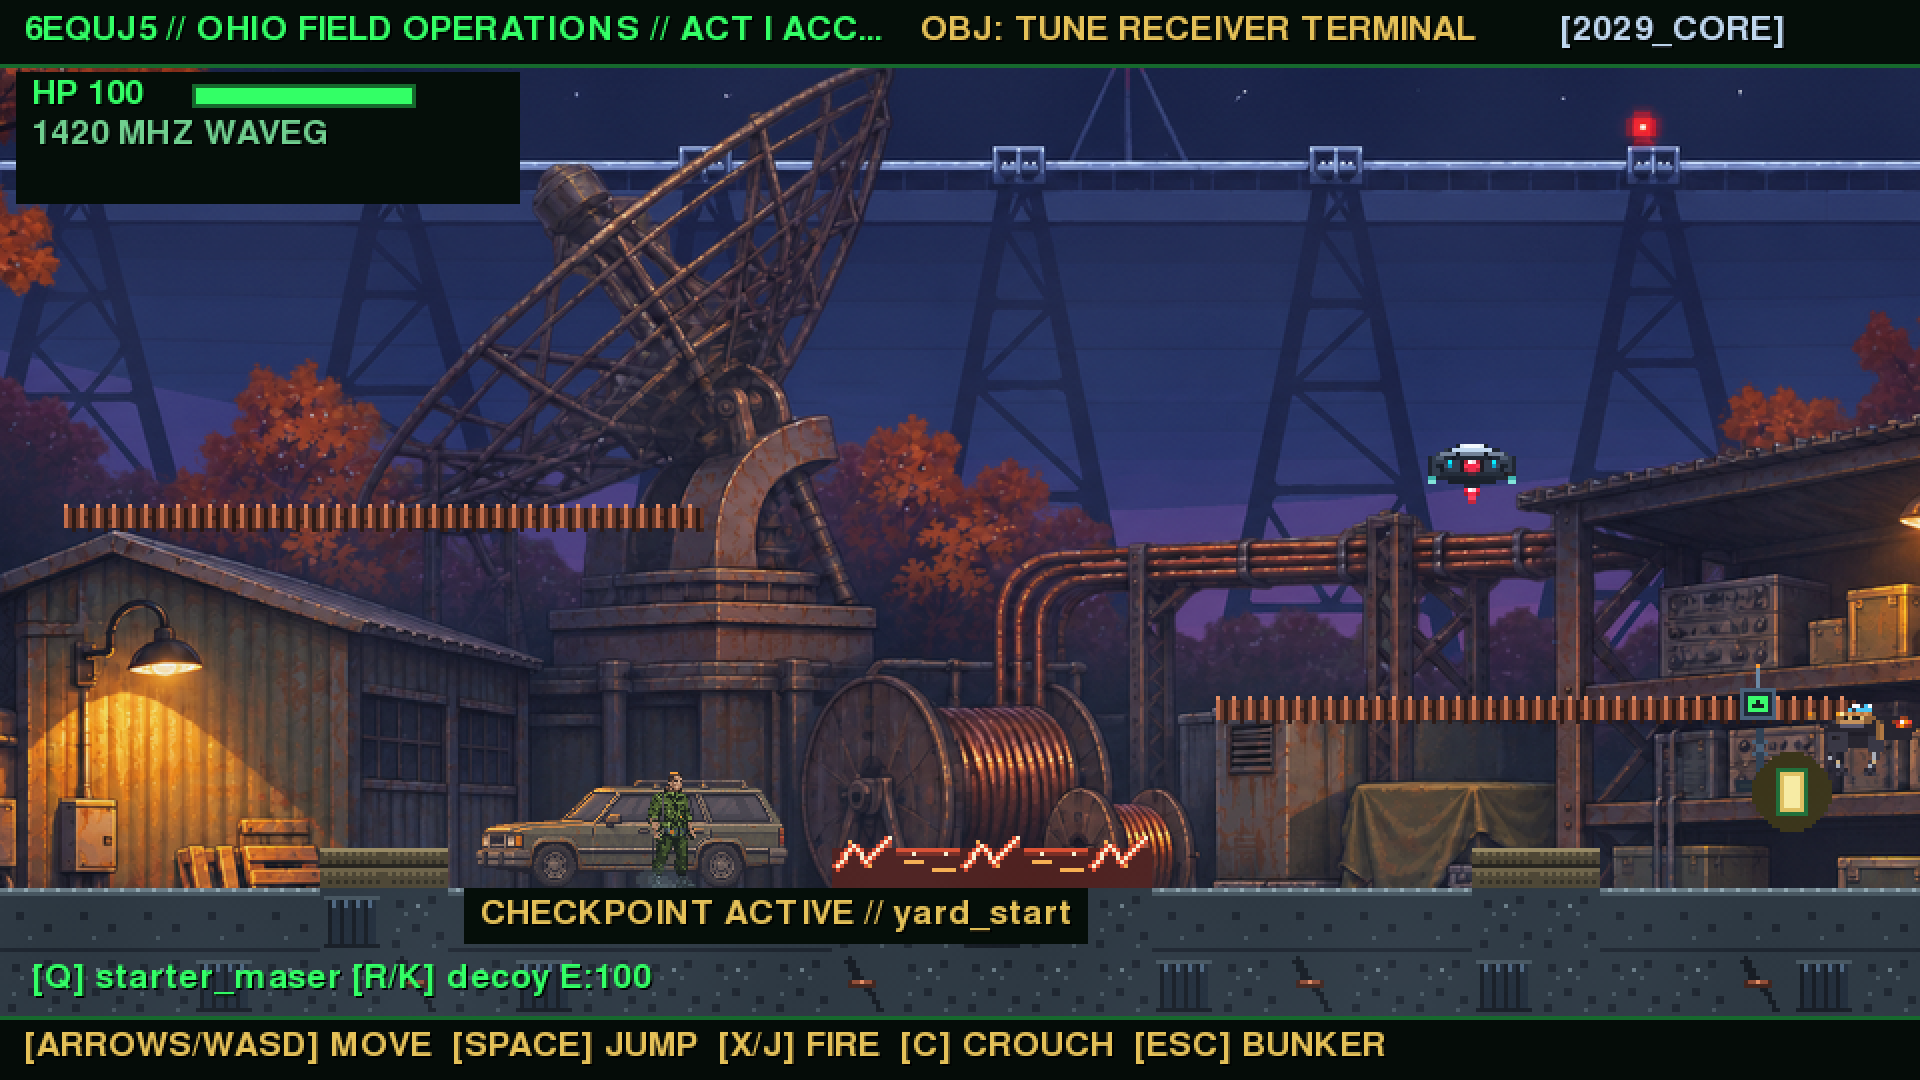 6EQUJ5 // OHIO FIELD OPERATIONS // ACT I ACC... OBJ: TUNE RECEIVER TERMINAL [2029_CORE]
HP 100
1420 MHZ WAVEG
CHECKPOINT ACTIVE // yard_start
[Q] starter_maser [R/K] decoy E:100
[ARROWS/WASD] MOVE [SPACE] JUMP [X/J] FIRE [C] CROUCH [ESC] BUNKER